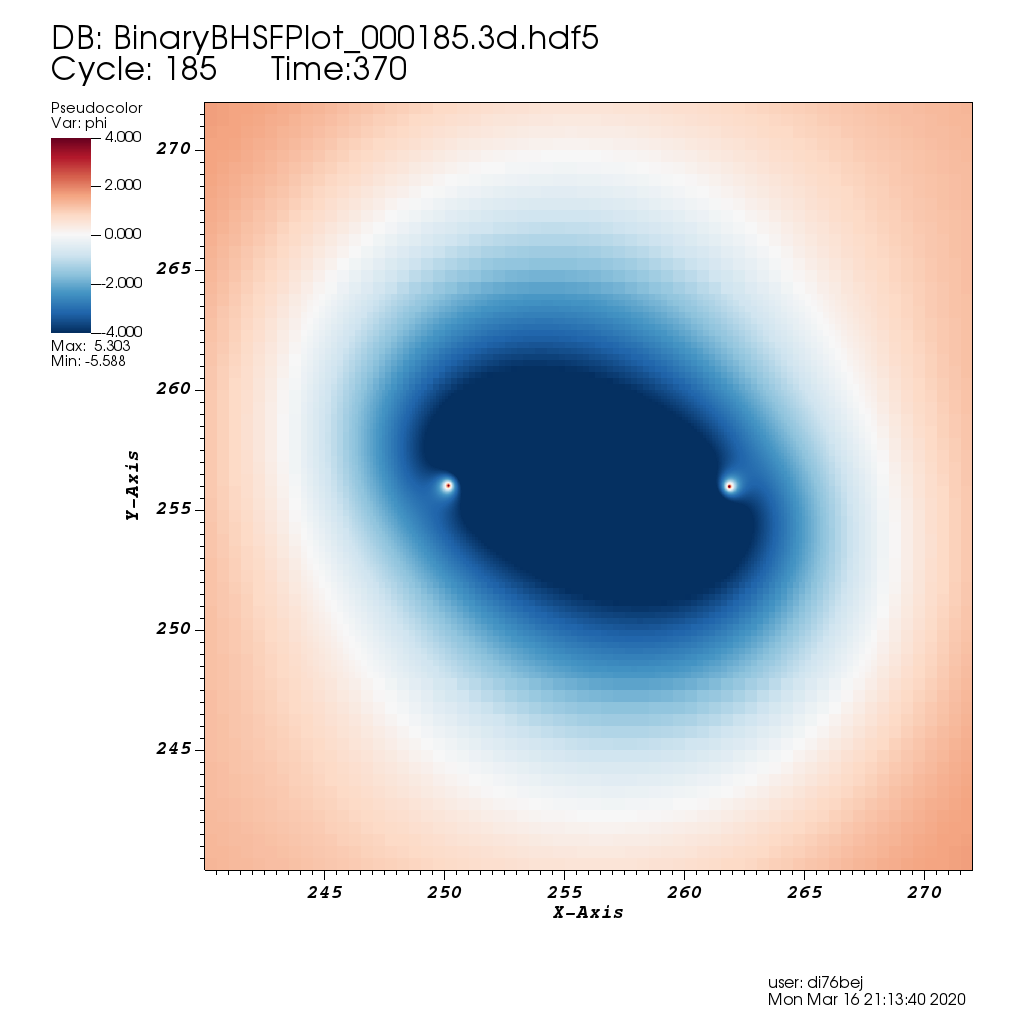 DB: BinaryBHSFPlot_000185.3d.hdf5
Cycle: 185 Time:370
Pseudocolor
Var: phi
4.000
2.000
0.000
-2.000
-4.000
Max: 5.303
Min: -5.588
270
265
260
255
250
245
Y-Axis
245 250 255 260 265 270
X-Axis
user: di76bej
Mon Mar 16 21:13:40 2020